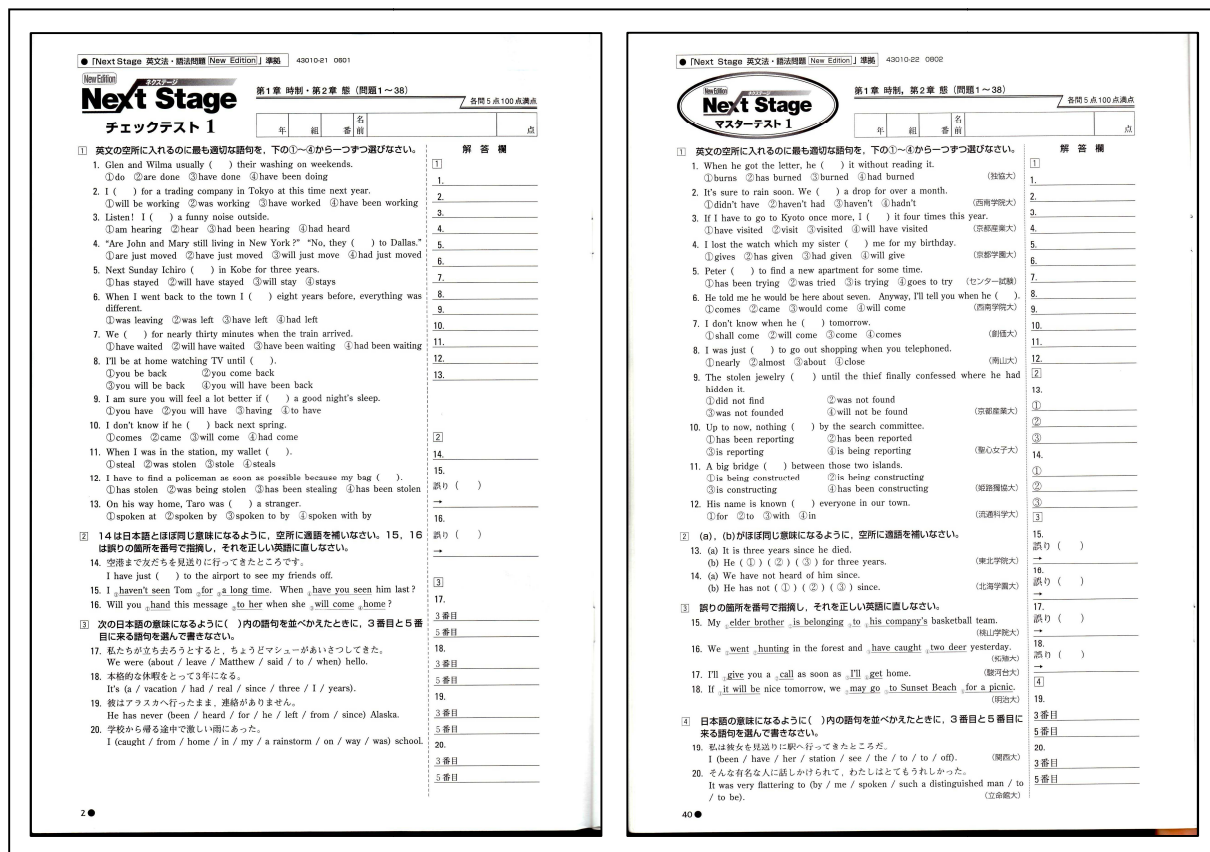 ●「Next Stage 英文法・語法問題 New Edition」準拠 43010-21 0601
New Edition
ネクステージ
Next Stage
チェックテスト 1
第1章 時制・第2章 態 (問題1〜38)
各問5点100点満点
年 組 番 名前 点
1 英文の空所に入れるのに最も適切な語句を,下の①〜④から一つずつ選びなさい。
1. Glen and Wilma usually ( ) their washing on weekends.
①do ②are done ③have done ④have been doing
2. I ( ) for a trading company in Tokyo at this time next year.
①will be working ②was working ③have worked ④have been working
3. Listen! I ( ) a funny noise outside.
①am hearing ②hear ③had been hearing ④had heard
4. “Are John and Mary still living in New York?” “No, they ( ) to Dallas.”
①are just moved ②have just moved ③will just move ④had just moved
5. Next Sunday Ichiro ( ) in Kobe for three years.
①has stayed ②will have stayed ③will stay ④stays
6. When I went back to the town I ( ) eight years before, everything was
different.
①was leaving ②was left ③have left ④had left
7. We ( ) for nearly thirty minutes when the train arrived.
①have waited ②will have waited ③have been waiting ④had been waiting
8. I'll be at home watching TV until ( ).
①you be back ②you come back
③you will be back ④you will have been back
9. I am sure you will feel a lot better if ( ) a good night's sleep.
①you have ②you will have ③having ④to have
10. I don't know if he ( ) back next spring.
①comes ②came ③will come ④had come
11. When I was in the station, my wallet ( ).
①steal ②was stolen ③stole ④steals
12. I have to find a policeman as soon as possible because my bag ( ).
①has stolen ②was being stolen ③has been stealing ④has been stolen
13. On his way home, Taro was ( ) a stranger.
①spoken at ②spoken by ③spoken to by ④spoken with by
2 14は日本語とほぼ同じ意味になるように,空所に適語を補いなさい。15,16
は誤りの箇所を番号で指摘し,それを正しい英語に直しなさい。
14. 空港まで友だちを見送りに行ってきたところです。
I have just ( ) to the airport to see my friends off.
15. I ①haven't seen Tom ②for ③a long time. When ④have you seen him last?
16. Will you ①hand this message ②to her when she ③will come ④home?
3 次の日本語の意味になるように( )内の語句を並べかえたときに,3番目と5番
目に来る語句を選んで書きなさい。
17. 私たちが立ち去ろうとすると,ちょうどマシューがあいさつしてきた。
We were (about / leave / Matthew / said / to / when) hello.
18. 本格的な休暇をとって3年になる。
It's (a / vacation / had / real / since / three / I / years).
19. 彼はアラスカへ行ったまま,連絡がありません。
He has never (been / heard / for / he / left / from / since) Alaska.
20. 学校から帰る途中で激しい雨にあった。
I (caught / from / home / in / my / a rainstorm / on / way / was) school.
解答欄
1
1.
2.
3.
4.
5.
6.
7.
8.
9.
10.
11.
12.
13.
2
14.
15.
誤り ( )
→
16.
誤り ( )
→
3
17.
3番目
5番目
18.
3番目
5番目
19.
3番目
5番目
20.
3番目
5番目
2●
●「Next Stage 英文法・語法問題 New Edition」準拠 43010-22 0802
New Edition
ネクステージ
Next Stage
マスターテスト 1
第1章 時制,第2章 態 (問題1〜38)
各問5点100点満点
年 組 番 名前 点
1 英文の空所に入れるのに最も適切な語句を,下の①〜④から一つずつ選びなさい。
1. When he got the letter, he ( ) it without reading it.
①burns ②has burned ③burned ④had burned (独協大)
2. It's sure to rain soon. We ( ) a drop for over a month.
①didn't have ②haven't had ③haven't ④hadn't (西南学院大)
3. If I have to go to Kyoto once more, I ( ) it four times this year.
①have visited ②visit ③visited ④will have visited (京都産業大)
4. I lost the watch which my sister ( ) me for my birthday.
①gives ②has given ③had given ④will give (京都学園大)
5. Peter ( ) to find a new apartment for some time.
①has been trying ②was tried ③is trying ④goes to try (センター試験)
6. He told me he would be here about seven. Anyway, I'll tell you when he ( ).
①comes ②came ③would come ④will come (西南学院大)
7. I don't know when he ( ) tomorrow.
①shall come ②will come ③come ④comes (創価大)
8. I was just ( ) to go out shopping when you telephoned.
①nearly ②almost ③about ④close (南山大)
9. The stolen jewelry ( ) until the thief finally confessed where he had
hidden it.
①did not find ②was not found
③was not founded ④will not be found (京都産業大)
10. Up to now, nothing ( ) by the search committee.
①has been reporting ②has been reported
③is reporting ④is being reporting (聖心女子大)
11. A big bridge ( ) between those two islands.
①is being constructed ②is being constructing
③is constructing ④has been constructing (姫路獨協大)
12. His name is known ( ) everyone in our town.
①for ②to ③with ④in (流通科学大)
2 (a),(b)がほぼ同じ意味になるように,空所に適語を補いなさい。
13. (a) It is three years since he died.
(b) He ( ① ) ( ② ) ( ③ ) for three years. (東北学院大)
14. (a) We have not heard of him since.
(b) He has not ( ① ) ( ② ) ( ③ ) since. (北海学園大)
3 誤りの箇所を番号で指摘し,それを正しい英語に直しなさい。
15. My ①elder brother ②is belonging ③to ④his company's basketball team.
(桃山学院大)
16. We ①went ②hunting in the forest and ③have caught ④two deer yesterday.
(拓殖大)
17. I'll ①give you a ②call as soon as ③I'll ④get home. (駿河台大)
18. If ①it will be nice tomorrow, we ②may go ③to Sunset Beach ④for a picnic.
(明治大)
4 日本語の意味になるように( )内の語句を並べかえたときに,3番目と5番目に
来る語句を選んで書きなさい。
19. 私は彼女を見送りに駅へ行ってきたところだ。
I (been / have / her / station / see / the / to / to / off). (関西大)
20. そんな有名な人に話しかけられて,わたしはとてもうれしかった。
It was very flattering to (by / me / spoken / such a distinguished man / to
/ to be). (立命館大)
解答欄
1
1.
2.
3.
4.
5.
6.
7.
8.
9.
10.
11.
12.
2
13.
①
②
③
14.
①
②
③
3
15.
誤り ( )
→
16.
誤り ( )
→
17.
誤り ( )
→
18.
誤り ( )
→
4
19.
3番目
5番目
20.
3番目
5番目
40●